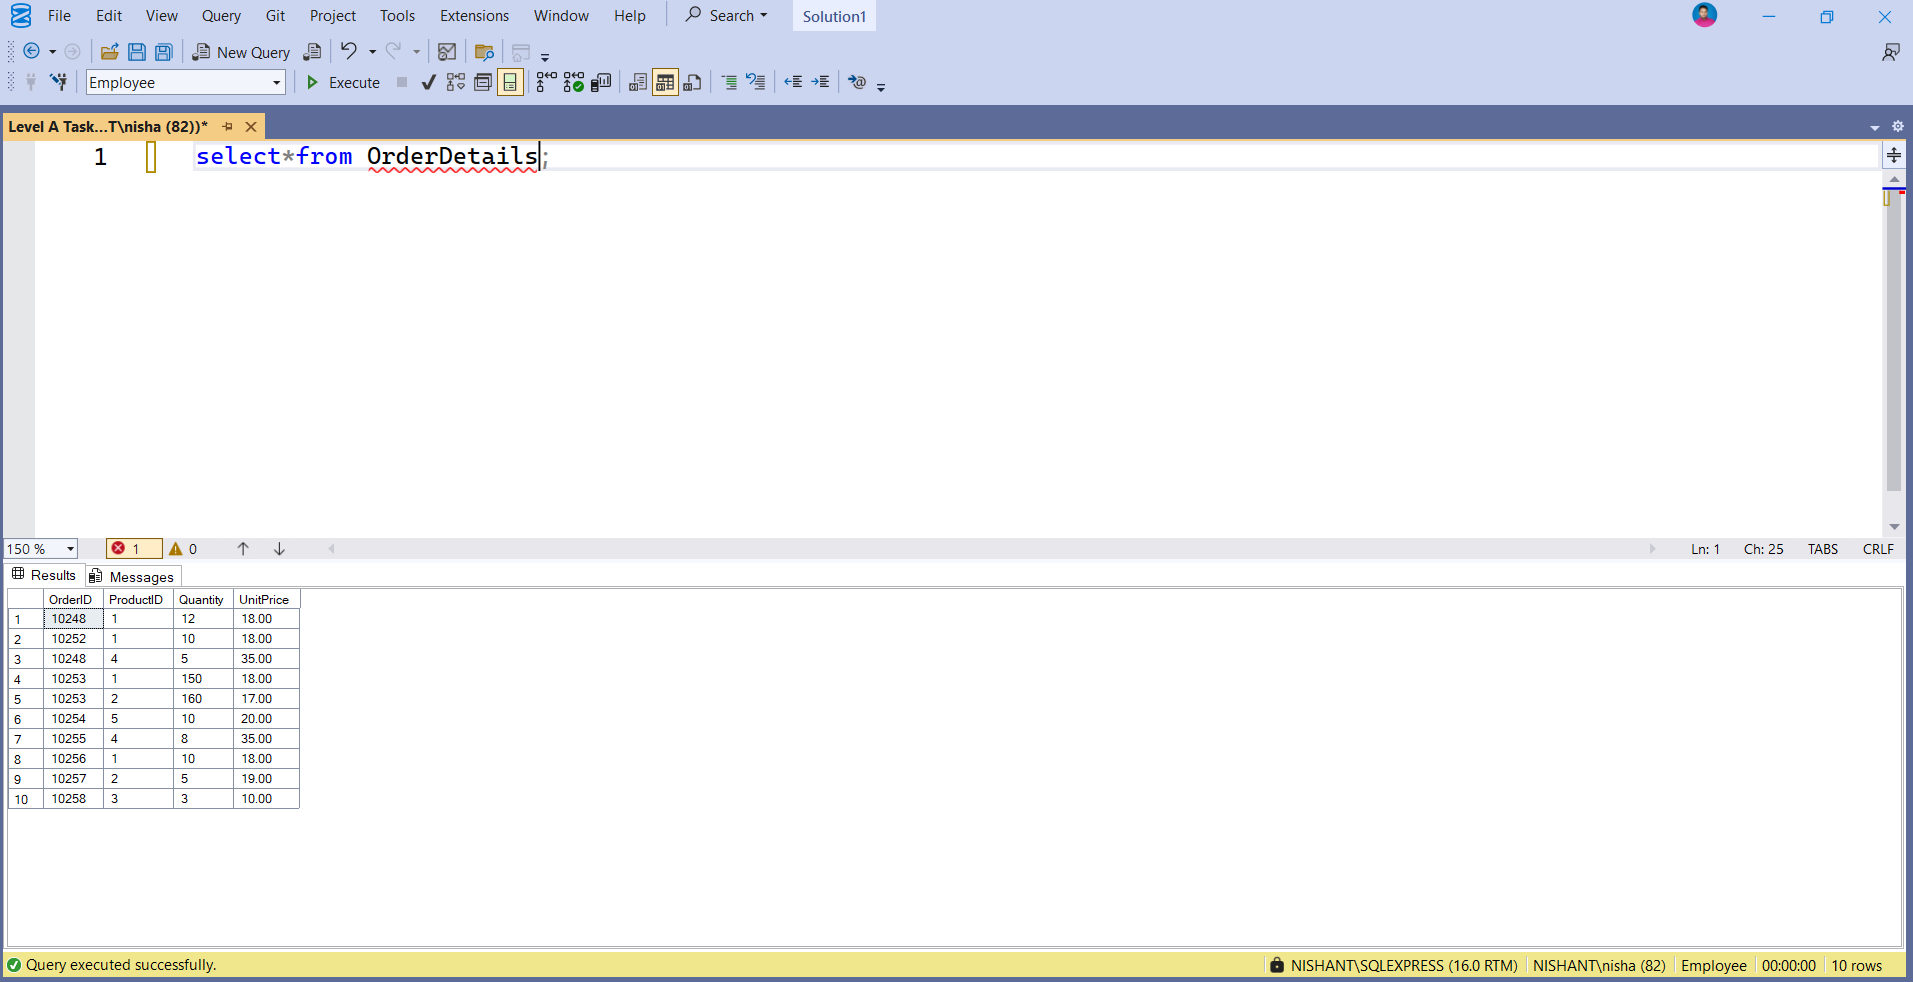 File Edit View Query Git Project Tools Extensions Window Help Search Solution1
New Query
Employee Execute
Level A Task...T\nisha (82))*
1 select*from OrderDetails;
150 % 1 0 Ln: 1 Ch: 25 TABS CRLF
Results Messages
OrderID ProductID Quantity UnitPrice
1 10248 1 12 18.00
2 10252 1 10 18.00
3 10248 4 5 35.00
4 10253 1 150 18.00
5 10253 2 160 17.00
6 10254 5 10 20.00
7 10255 4 8 35.00
8 10256 1 10 18.00
9 10257 2 5 19.00
10 10258 3 3 10.00
Query executed successfully. NISHANT\SQLEXPRESS (16.0 RTM) NISHANT\nisha (82) Employee 00:00:00 10 rows